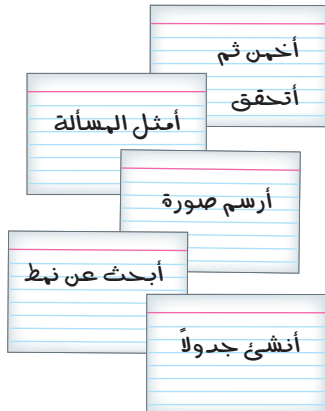 أخمن ثم
أتحقق
أمثل المسألة
أرسم صورة
أبحث عن نمط
أنشئ جدولاً